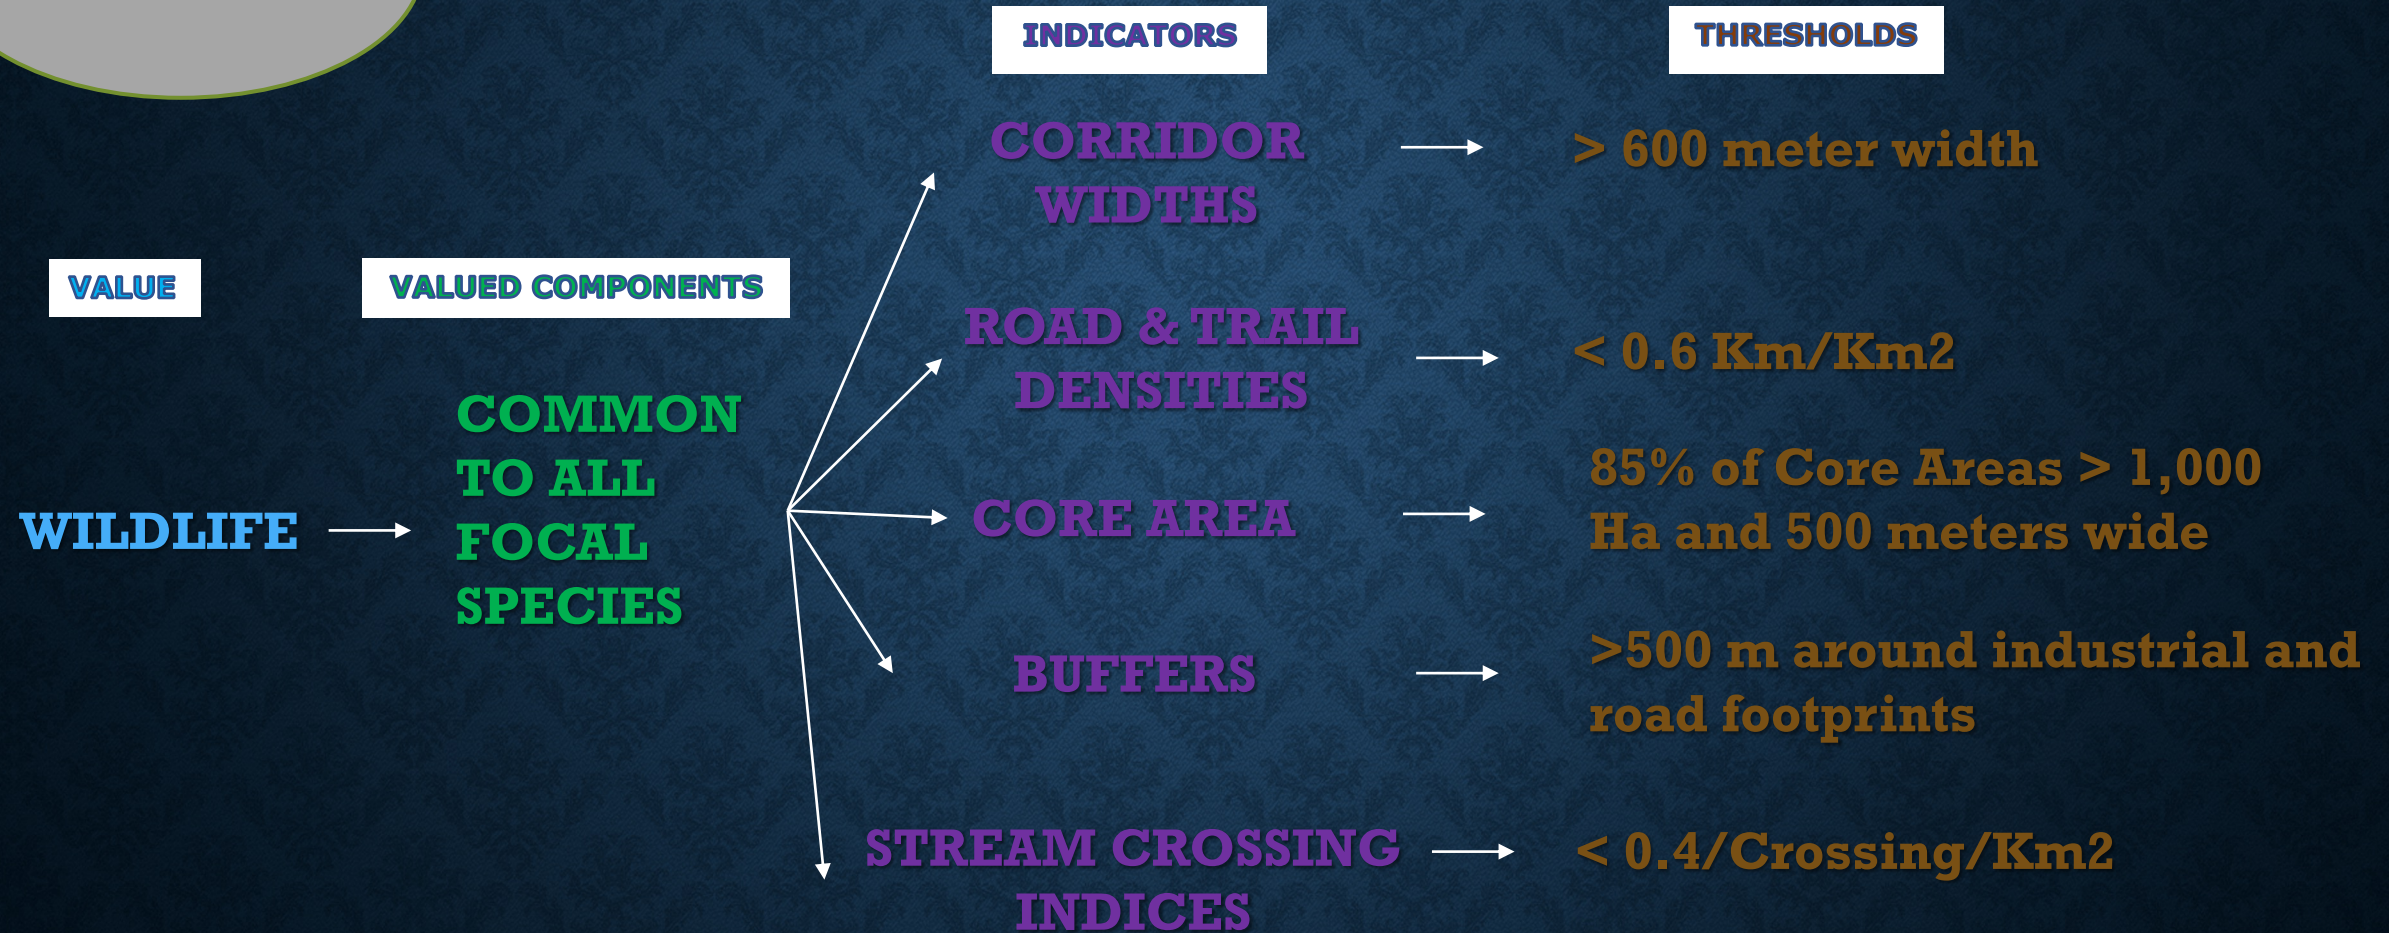 INDICATORS
THRESHOLDS
CORRIDOR
WIDTHS
> 600 meter width
VALUE
VALUED COMPONENTS
ROAD & TRAIL
DENSITIES
< 0.6 Km/Km2
WILDLIFE
COMMON
TO ALL
FOCAL
SPECIES
CORE AREA
85% of Core Areas > 1,000
Ha and 500 meters wide
BUFFERS
>500 m around industrial and
road footprints
STREAM CROSSING
INDICES
< 0.4/Crossing/Km2